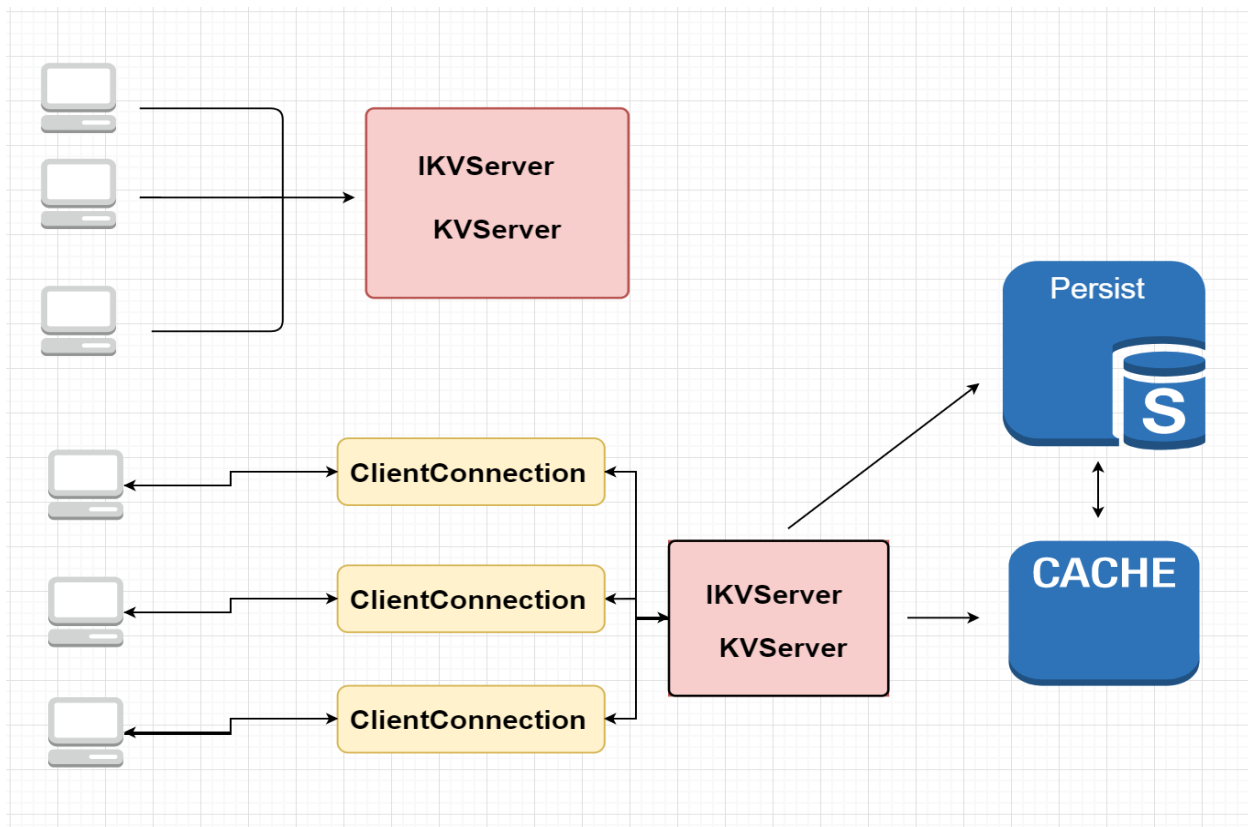 IKVServer
KVServer
Persist
S
ClientConnection
ClientConnection
ClientConnection
IKVServer
KVServer
CACHE